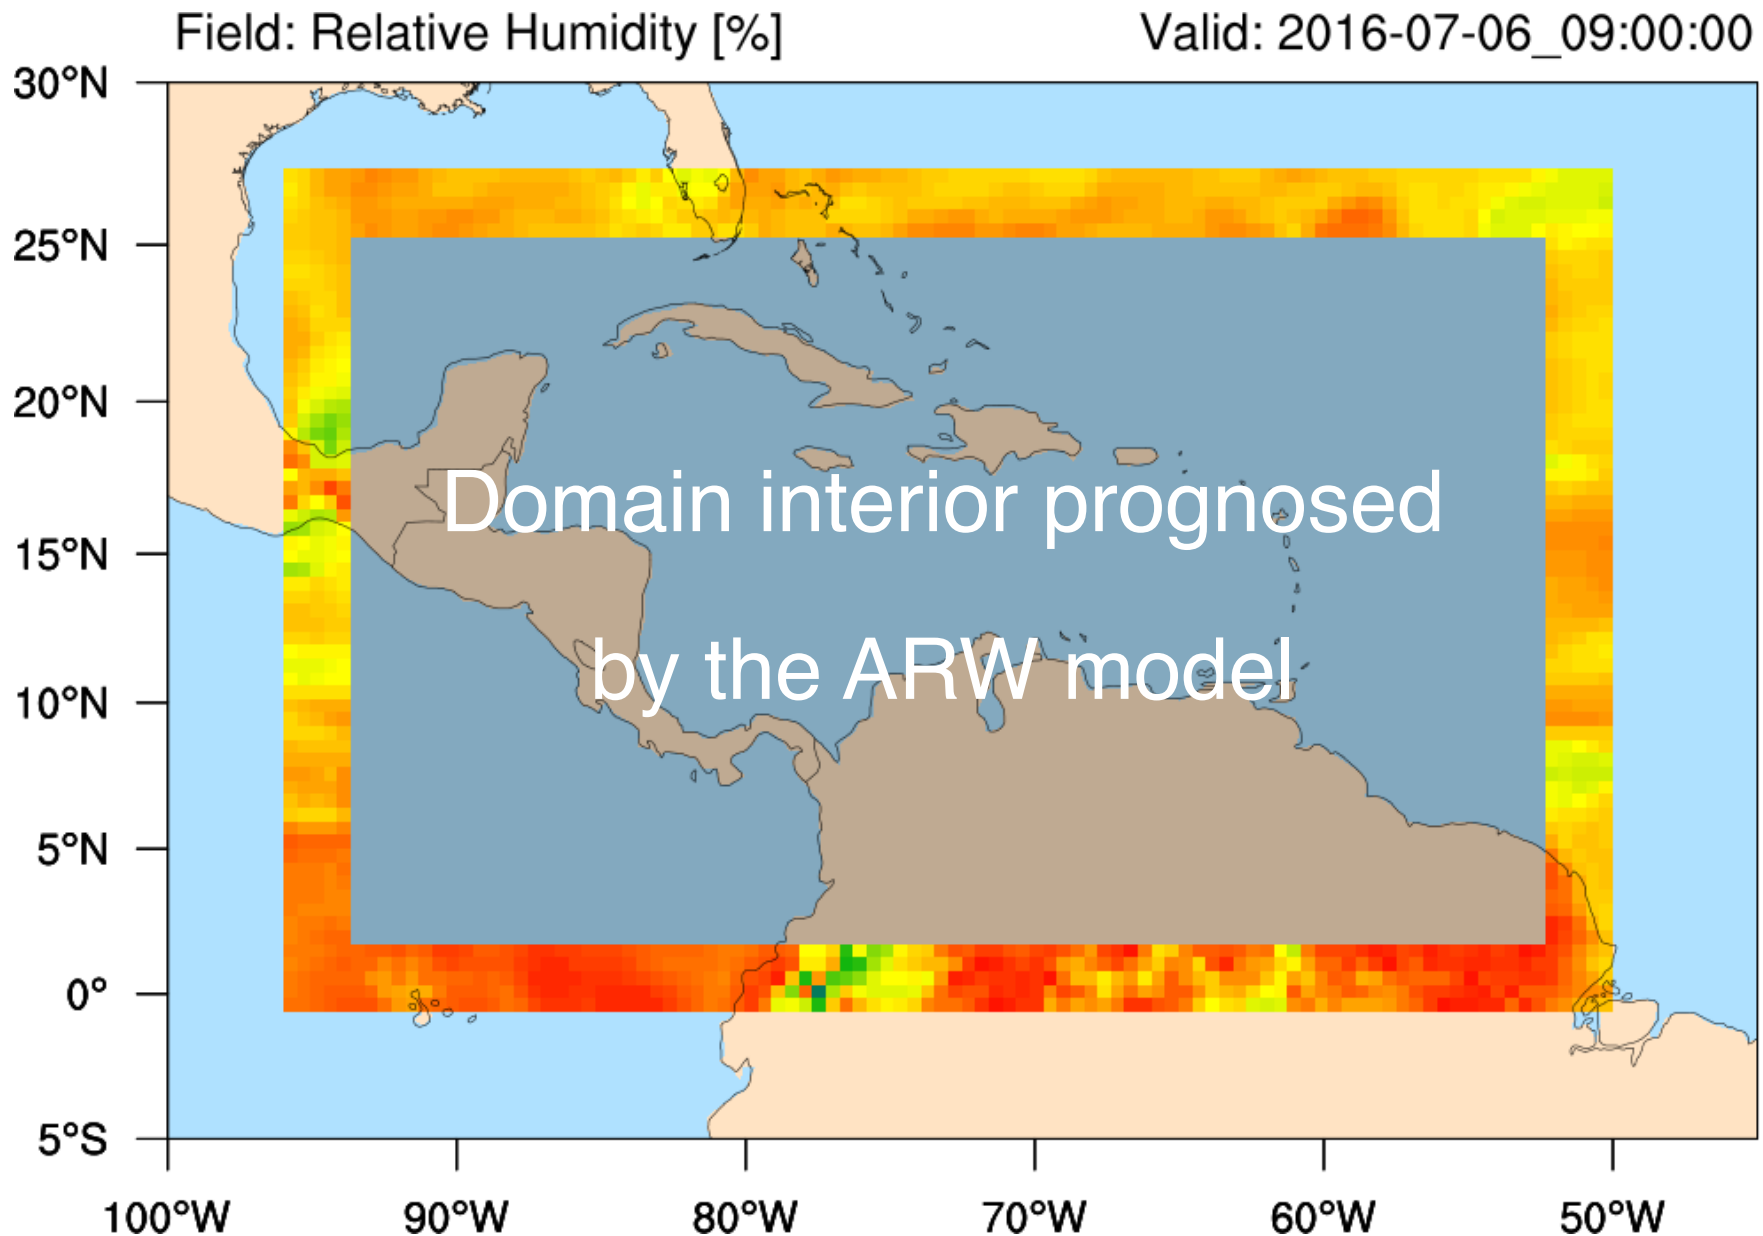 Field: Relative Humidity [%]
Valid: 2016-07-06_09:00:00
30°N
25°N
20°N
15°N
10°N
5°N
0°
5°S
Domain interior prognosed
by the ARW model
100°W
90°W
80°W
70°W
60°W
50°W